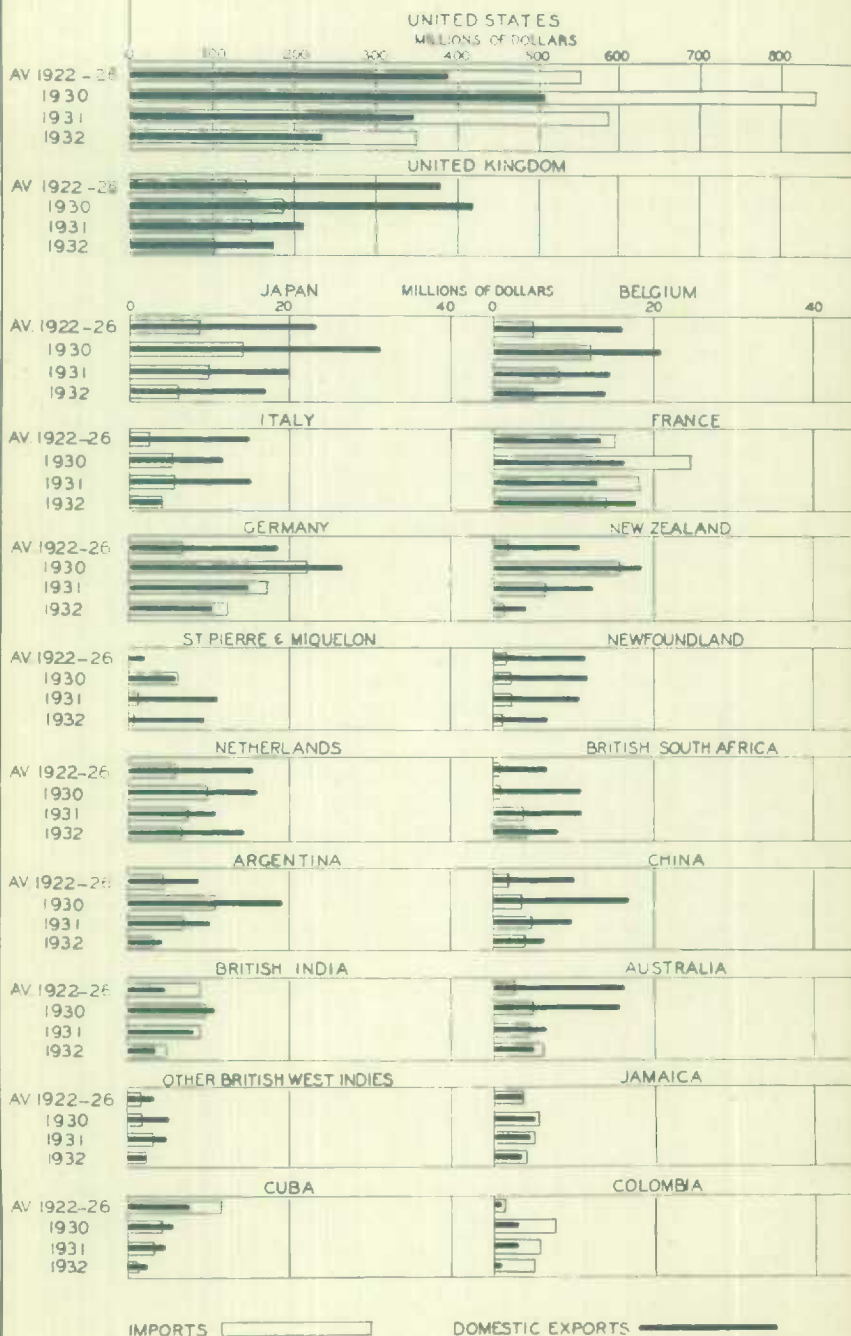 UNITED STATES
MILLIONS OF DOLLARS
0 100 200 300 400 500 600 700 800
AV 1922-26
1930
1931
1932
UNITED KINGDOM
AV 1922-26
1930
1931
1932
JAPAN MILLIONS OF DOLLARS BELGIUM
0 20 40 0 20 40
AV. 1922-26
1930
1931
1932
ITALY FRANCE
AV. 1922-26
1930
1931
1932
GERMANY NEW ZEALAND
AV 1922-26
1930
1931
1932
ST PIERRE & MIQUELON NEWFOUNDLAND
AV 1922-26
1930
1931
1932
NETHERLANDS BRITISH SOUTH AFRICA
AV 1922-26
1930
1931
1932
ARGENTINA CHINA
AV. 1922-26
1930
1931
1932
BRITISH INDIA AUSTRALIA
AV. 1922-26
1930
1931
1932
OTHER BRITISH WEST INDIES JAMAICA
AV 1922-26
1930
1931
1932
CUBA COLOMBIA
AV 1922-26
1930
1931
1932
IMPORTS DOMESTIC EXPORTS